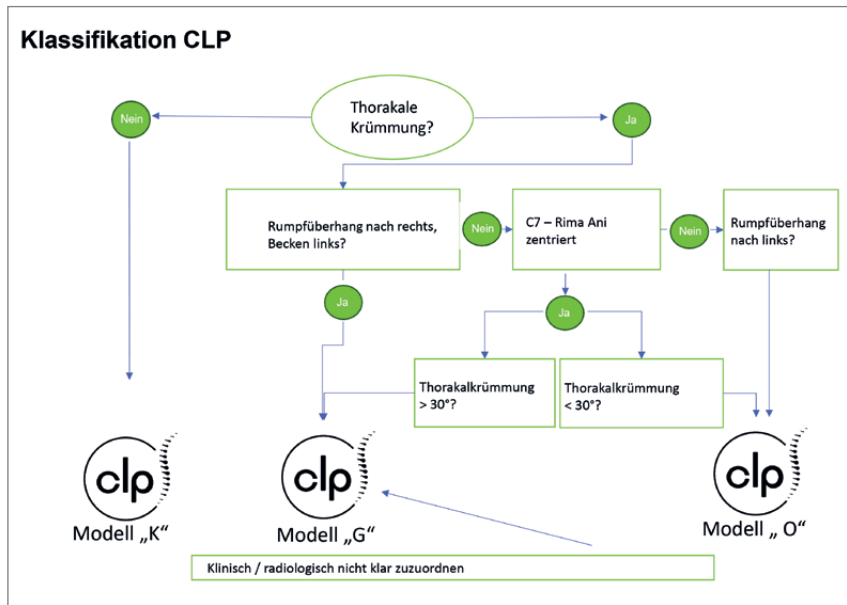 Klassifikation CLP
Thorakale
Krümmung?
Nein
Ja
Rumpfüberhang nach rechts,
Becken links?
Nein
C7 – Rima Ani
zentriert
Nein
Rumpfüberhang
nach links?
Ja
Ja
Thorakalkrümmung
> 30°?
Thorakalkrümmung
< 30°?
clp
Modell „K“
clp
Modell „G“
clp
Modell „ O“
Klinisch / radiologisch nicht klar zuzuordnen